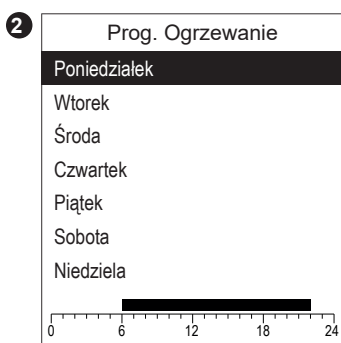 2
Prog. Ogrzewanie
Poniedziałek
Wtorek
Środa
Czwartek
Piątek
Sobota
Niedziela
0 6 12 18 24